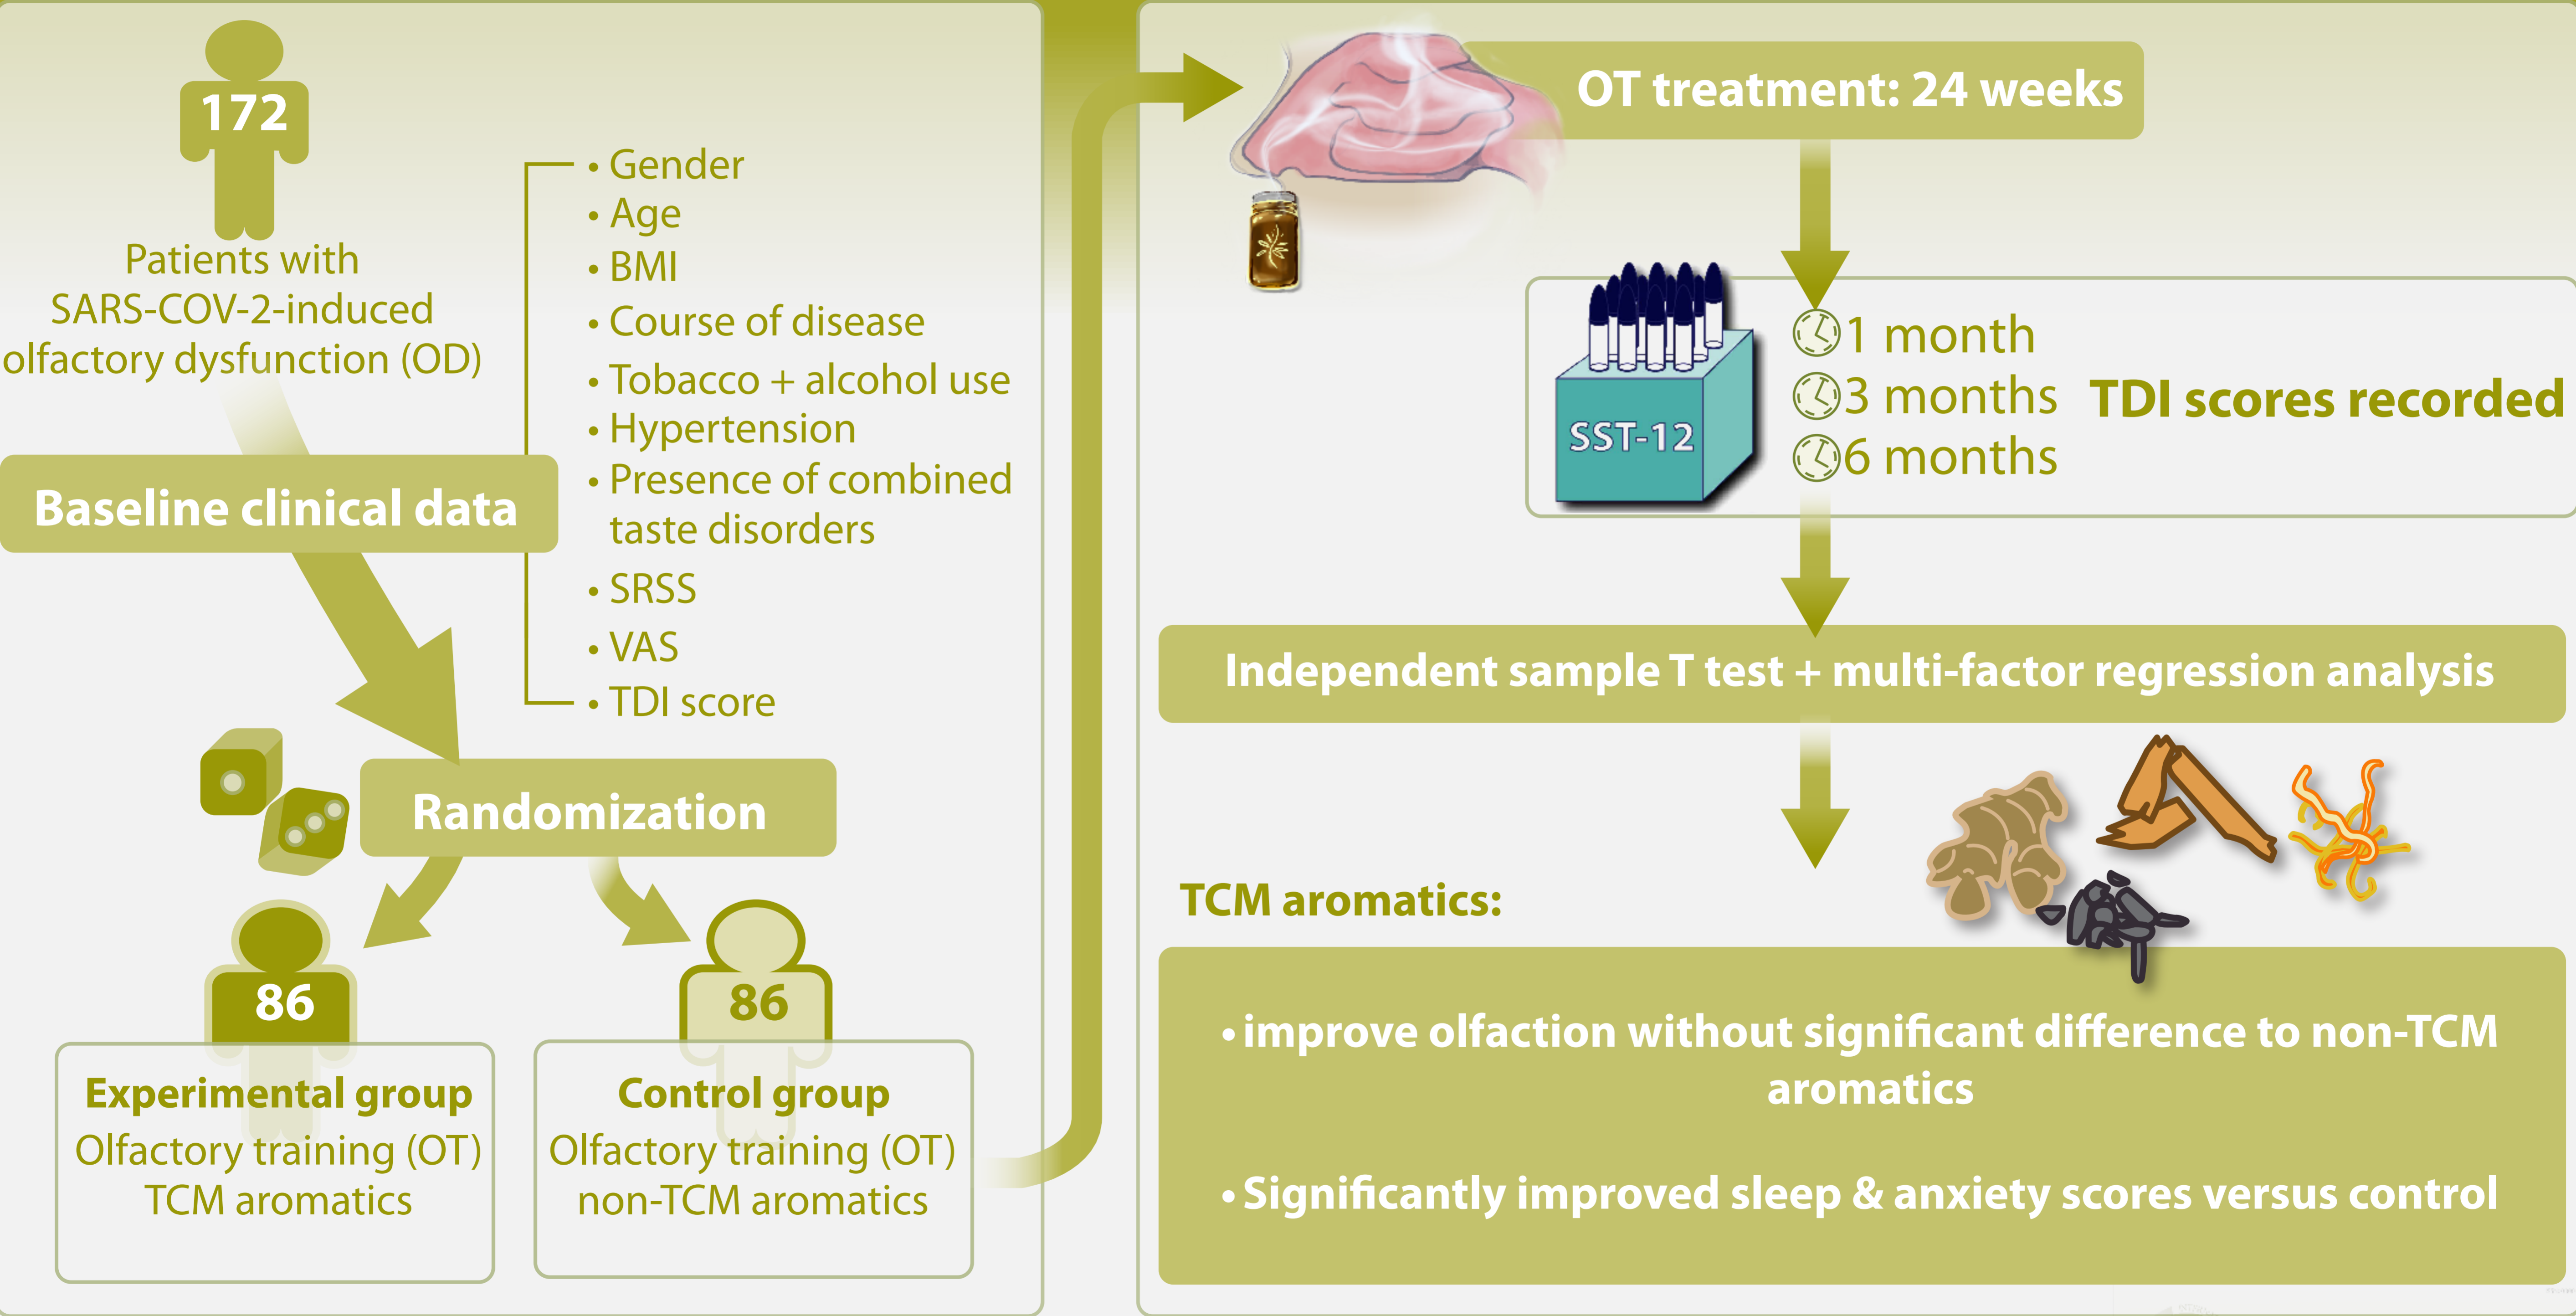 172
Patients with
SARS-COV-2-induced
olfactory dysfunction (OD)
Baseline clinical data
• Gender
• Age
• BMI
• Course of disease
• Tobacco + alcohol use
• Hypertension
• Presence of combined
taste disorders
• SRSS
• VAS
• TDI score
Randomization
86
Experimental group
Olfactory training (OT)
TCM aromatics
86
Control group
Olfactory training (OT)
non-TCM aromatics
OT treatment: 24 weeks
SST-12
1 month
3 months
6 months
TDI scores recorded
Independent sample T test + multi-factor regression analysis
TCM aromatics:
• improve olfaction without significant difference to non-TCM
aromatics
• Significantly improved sleep & anxiety scores versus control